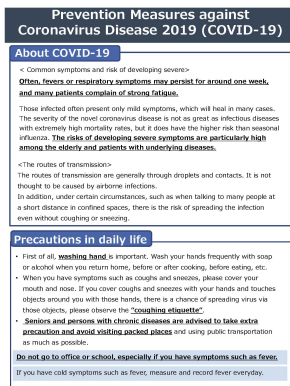 Prevention Measures against
Coronavirus Disease 2019 (COVID-19)
About COVID-19
< Common symptoms and risk of developing severe>
Often, fevers or respiratory symptoms may persist for around one week,
and many patients complain of strong fatigue.
Those infected often present only mild symptoms, which will heal in many cases.
The severity of the novel coronavirus disease is not as great as infectious diseases
with extremely high mortality rates, but it does have the higher risk than seasonal
influenza. The risks of developing severe symptoms are particularly high
among the elderly and patients with underlying diseases.
<The routes of transmission>
The routes of transmission are generally through droplets and contacts. It is not
thought to be caused by airborne infections.
In addition, under certain circumstances, such as when talking to many people at
a short distance in confined spaces, there is the risk of spreading the infection
even without coughing or sneezing.
Precautions in daily life
• First of all, washing hand is important. Wash your hands frequently with soap
or alcohol when you return home, before or after cooking, before eating, etc.
• When you have symptoms such as coughs and sneezes, please cover your
mouth and nose. If you cover coughs and sneezes with your hands and touches
objects around you with those hands, there is a chance of spreading virus via
those objects, please observe the "coughing etiquette".
• Seniors and persons with chronic diseases are advised to take extra
precaution and avoid visiting packed places and using public transportation
as much as possible.
Do not go to office or school, especially if you have symptoms such as fever.
If you have cold symptoms such as fever, measure and record fever everyday.